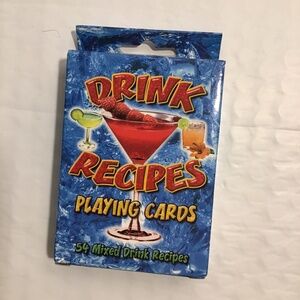 DRINK
RECIPES
PLAYING CARDS
54 Mixed Drink Recipes